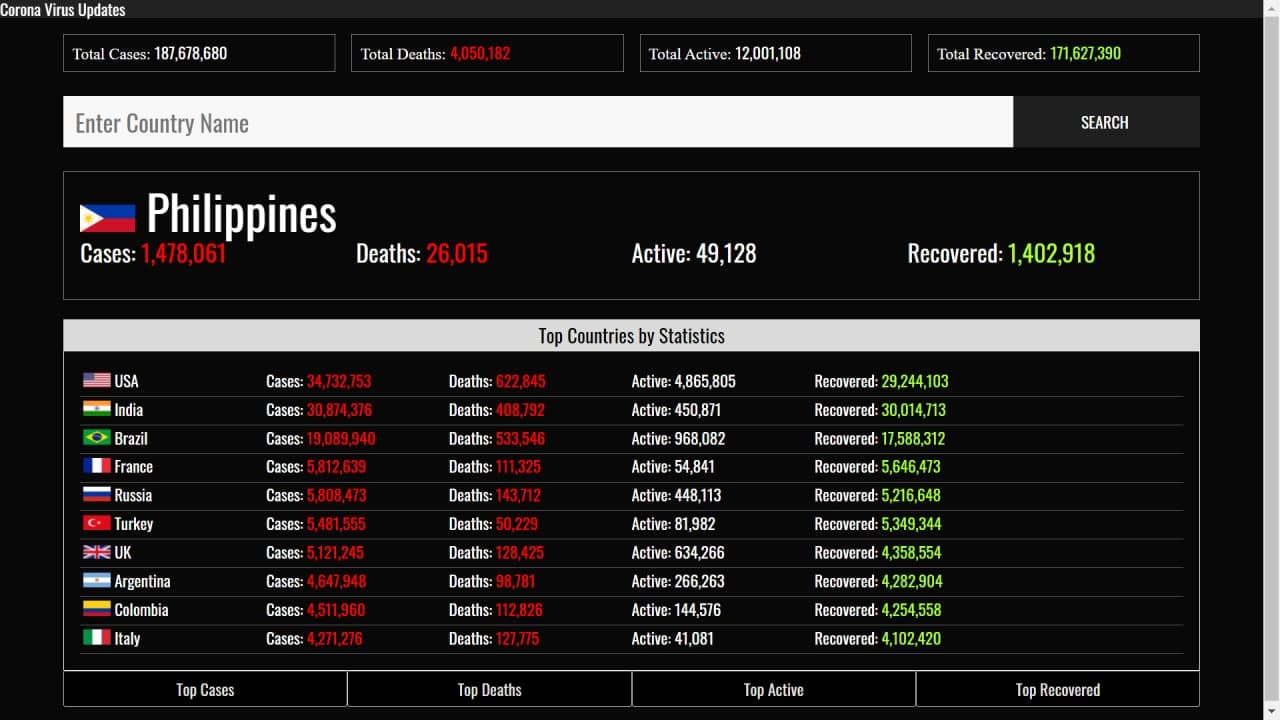 Corona Virus Updates
Total Cases: 187,678,680 Total Deaths: 4,050,182 Total Active: 12,001,108 Total Recovered: 171,627,390
Enter Country Name SEARCH
Philippines
Cases: 1,478,061 Deaths: 26,015 Active: 49,128 Recovered: 1,402,918
Top Countries by Statistics
USA Cases: 34,732,753 Deaths: 622,845 Active: 4,865,805 Recovered: 29,244,103
India Cases: 30,874,376 Deaths: 408,792 Active: 450,871 Recovered: 30,014,713
Brazil Cases: 19,089,940 Deaths: 533,546 Active: 968,082 Recovered: 17,588,312
France Cases: 5,812,639 Deaths: 111,325 Active: 54,841 Recovered: 5,646,473
Russia Cases: 5,808,473 Deaths: 143,712 Active: 448,113 Recovered: 5,216,648
Turkey Cases: 5,481,555 Deaths: 50,229 Active: 81,982 Recovered: 5,349,344
UK Cases: 5,121,245 Deaths: 128,425 Active: 634,266 Recovered: 4,358,554
Argentina Cases: 4,647,948 Deaths: 98,781 Active: 266,263 Recovered: 4,282,904
Colombia Cases: 4,511,960 Deaths: 112,826 Active: 144,576 Recovered: 4,254,558
Italy Cases: 4,271,276 Deaths: 127,775 Active: 41,081 Recovered: 4,102,420
Top Cases Top Deaths Top Active Top Recovered